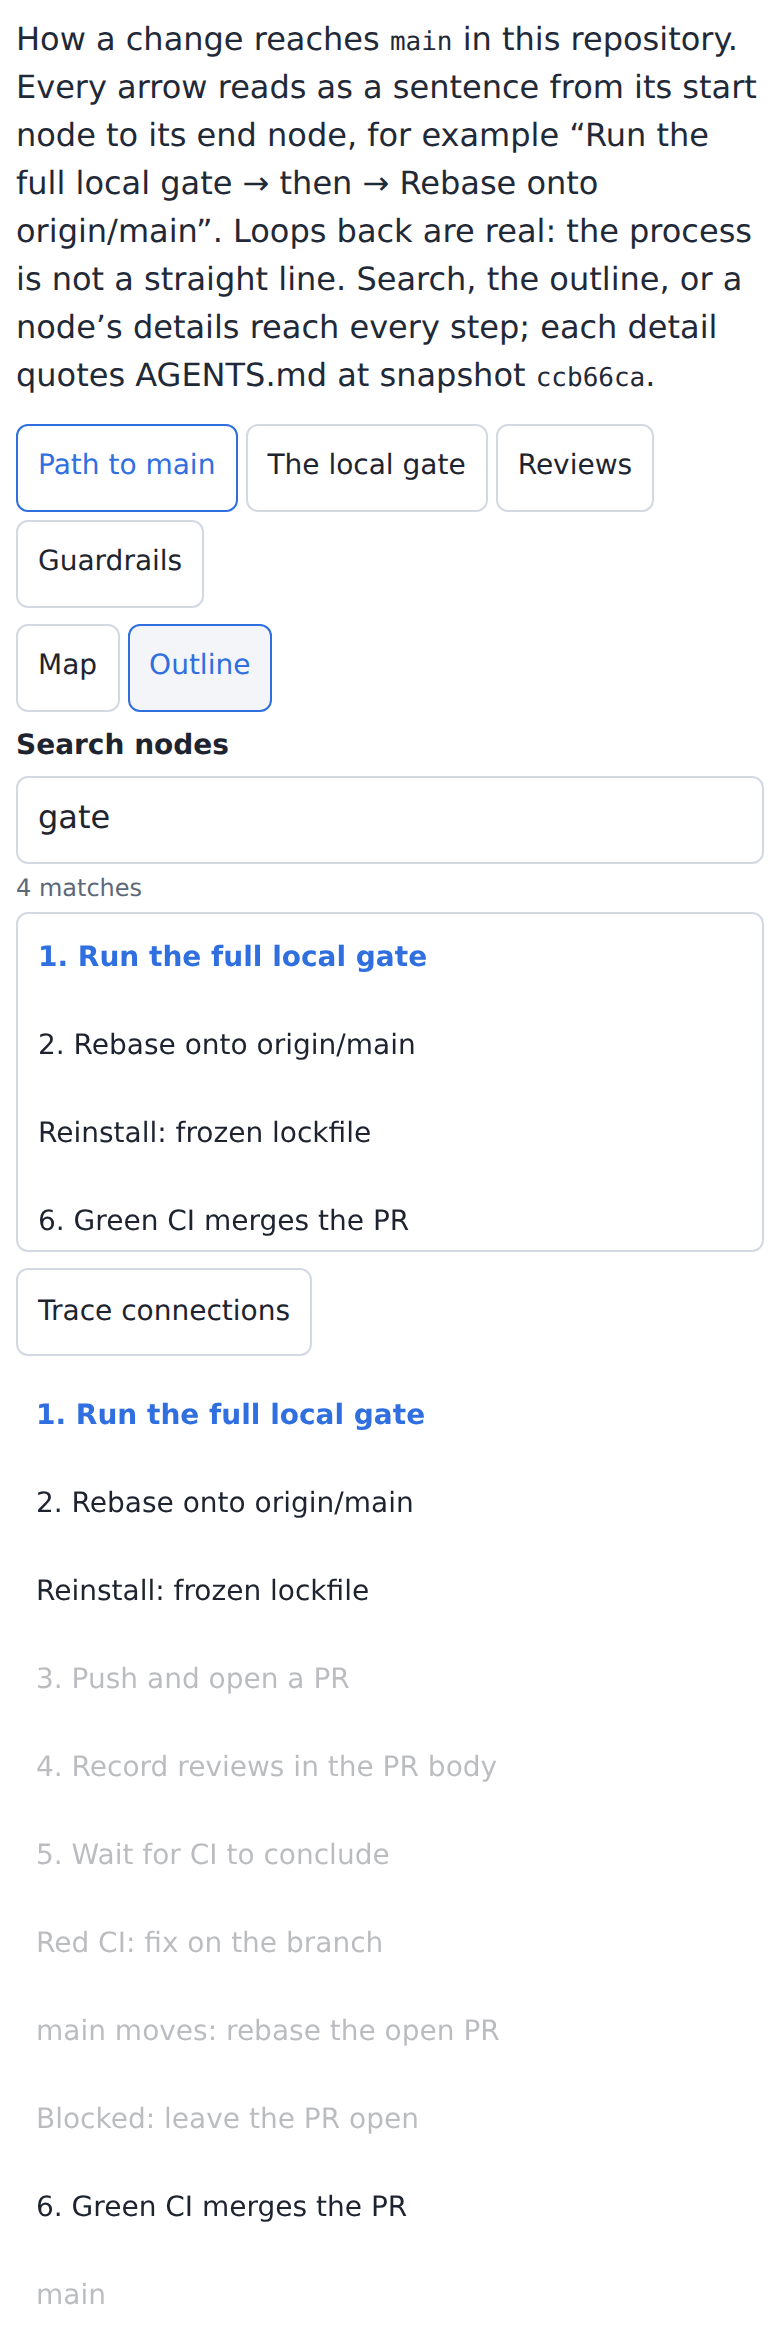 How a change reaches main in this repository.
Every arrow reads as a sentence from its start
node to its end node, for example “Run the
full local gate → then → Rebase onto
origin/main”. Loops back are real: the process
is not a straight line. Search, the outline, or a
node’s details reach every step; each detail
quotes AGENTS.md at snapshot ccb66ca.
Path to main
The local gate
Reviews
Guardrails
Map
Outline
Search nodes
gate
4 matches
1. Run the full local gate
2. Rebase onto origin/main
Reinstall: frozen lockfile
6. Green CI merges the PR
Trace connections
1. Run the full local gate
2. Rebase onto origin/main
Reinstall: frozen lockfile
3. Push and open a PR
4. Record reviews in the PR body
5. Wait for CI to conclude
Red CI: fix on the branch
main moves: rebase the open PR
Blocked: leave the PR open
6. Green CI merges the PR
main